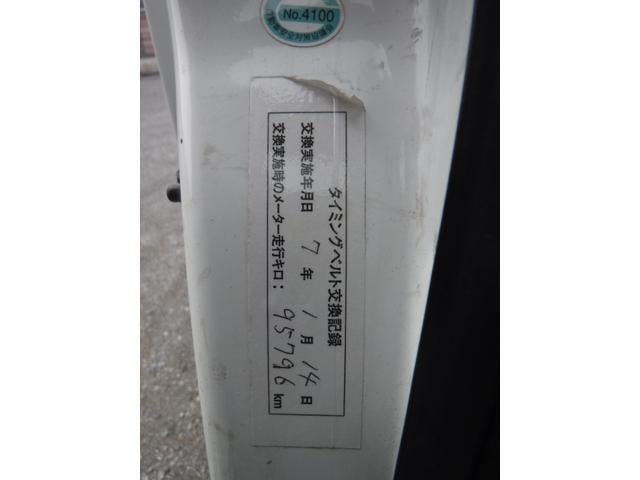 No.4100
タイミングベルト交換記録
交換実施年月日 7年 1月 14日
交換実施時のメーター走行キロ： 95796 km